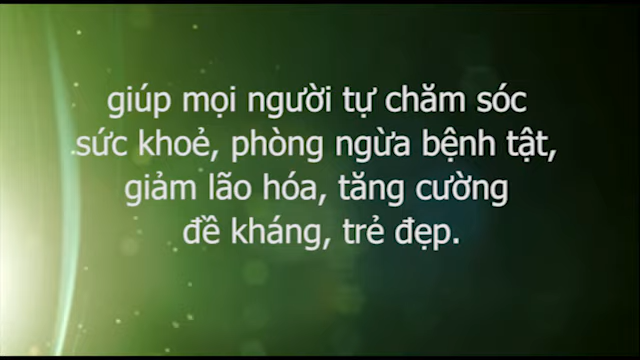 giúp mọi người tự chăm sóc
sức khoẻ, phòng ngừa bệnh tật,
giảm lão hóa, tăng cường
đề kháng, trẻ đẹp.